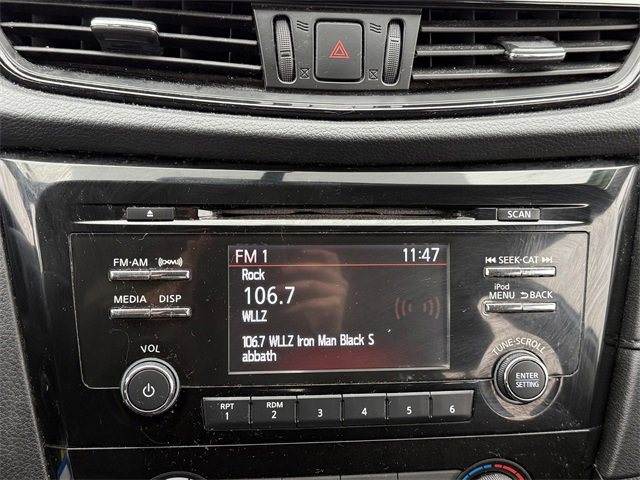 SCAN
FM·AM ((XM))
MEDIA DISP
VOL
FM 1 11:47
Rock
106.7
WLLZ
106.7 WLLZ Iron Man Black S
abbath
SEEK·CAT
iPod
MENU BACK
TUNE·SCROLL
ENTER
SETTING
RPT
1
RDM
2
3
4
5
6